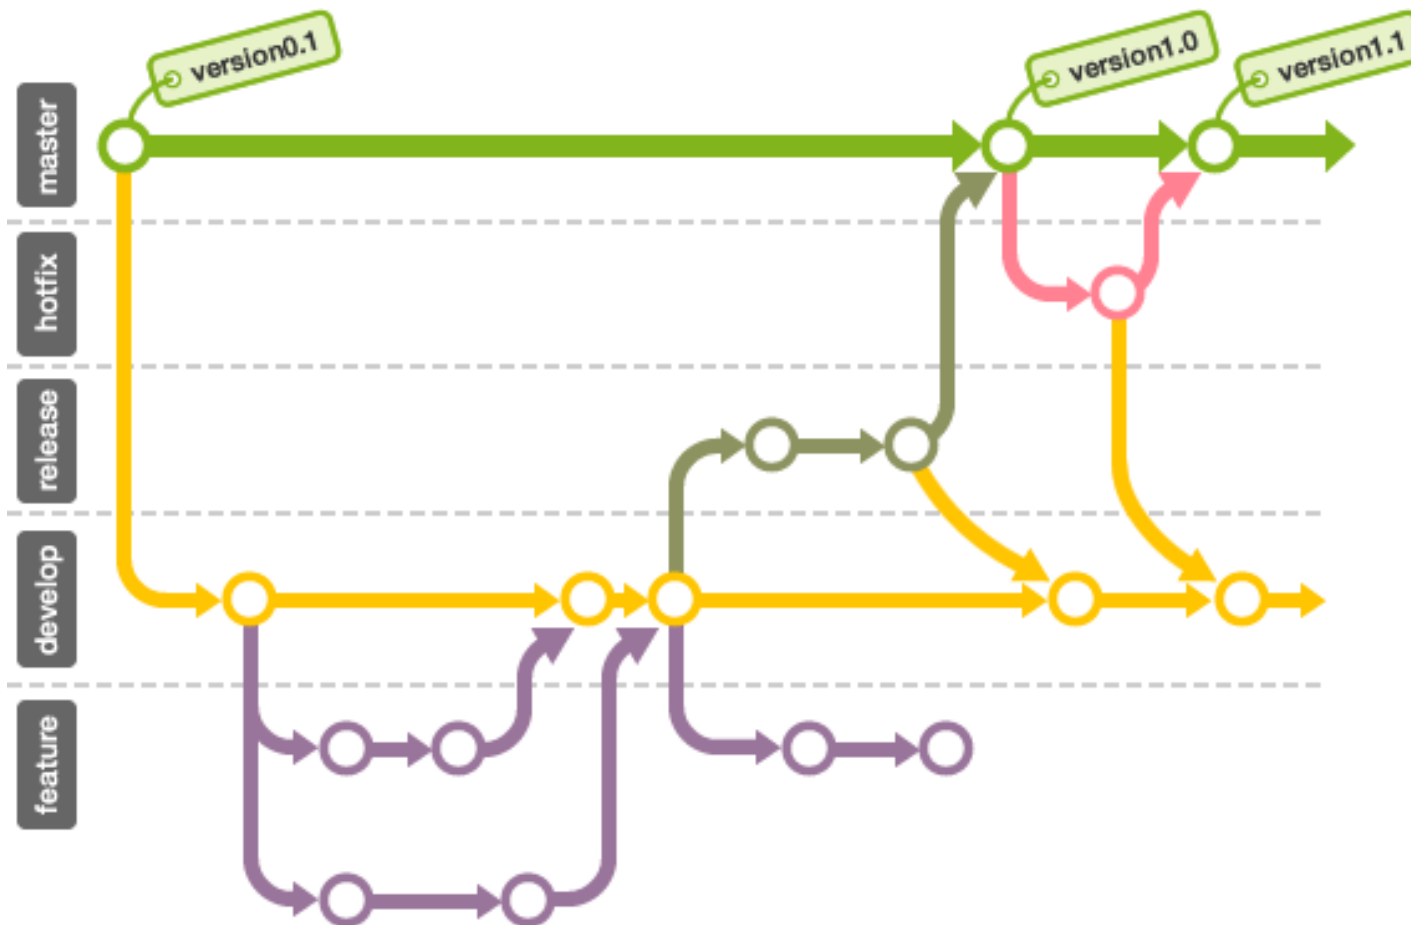 version0.1
version1.0
version1.1
master
hotfix
release
develop
feature